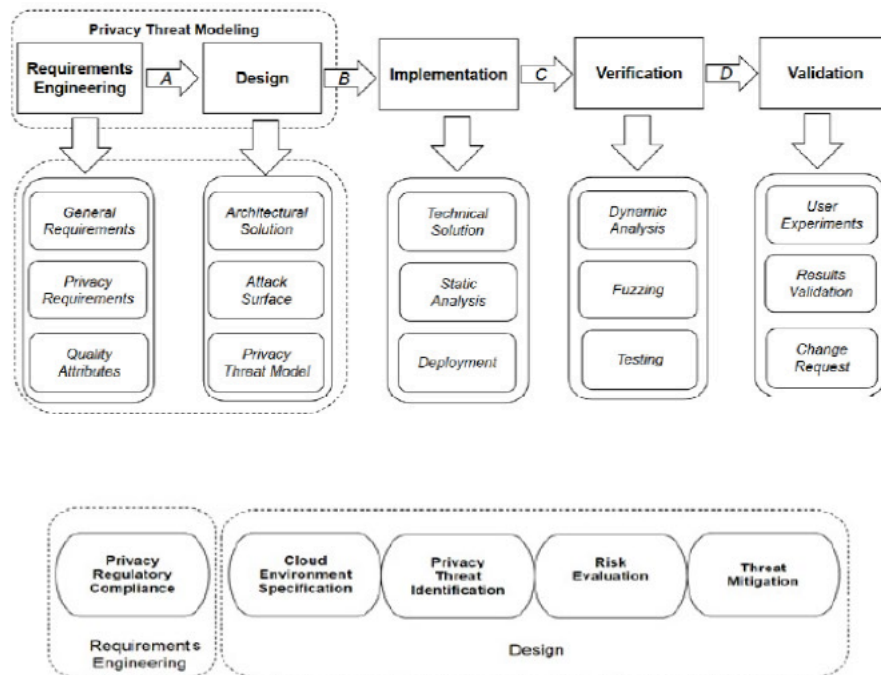 Privacy Threat Modeling
Requirements
Engineering
A
Design
B
Implementation
C
Verification
D
Validation
General
Requirements
Privacy
Requirements
Quality
Attributes
Architectural
Solution
Attack
Surface
Privacy
Threat Model
Technical
Solution
Static
Analysis
Deployment
Dynamic
Analysis
Fuzzing
Testing
User
Experiments
Results
Validation
Change
Request
Privacy
Regulatory
Compliance
Requirements
Engineering
Cloud
Environment
Specification
Privacy
Threat
Identification
Risk
Evaluation
Threat
Mitigation
Design